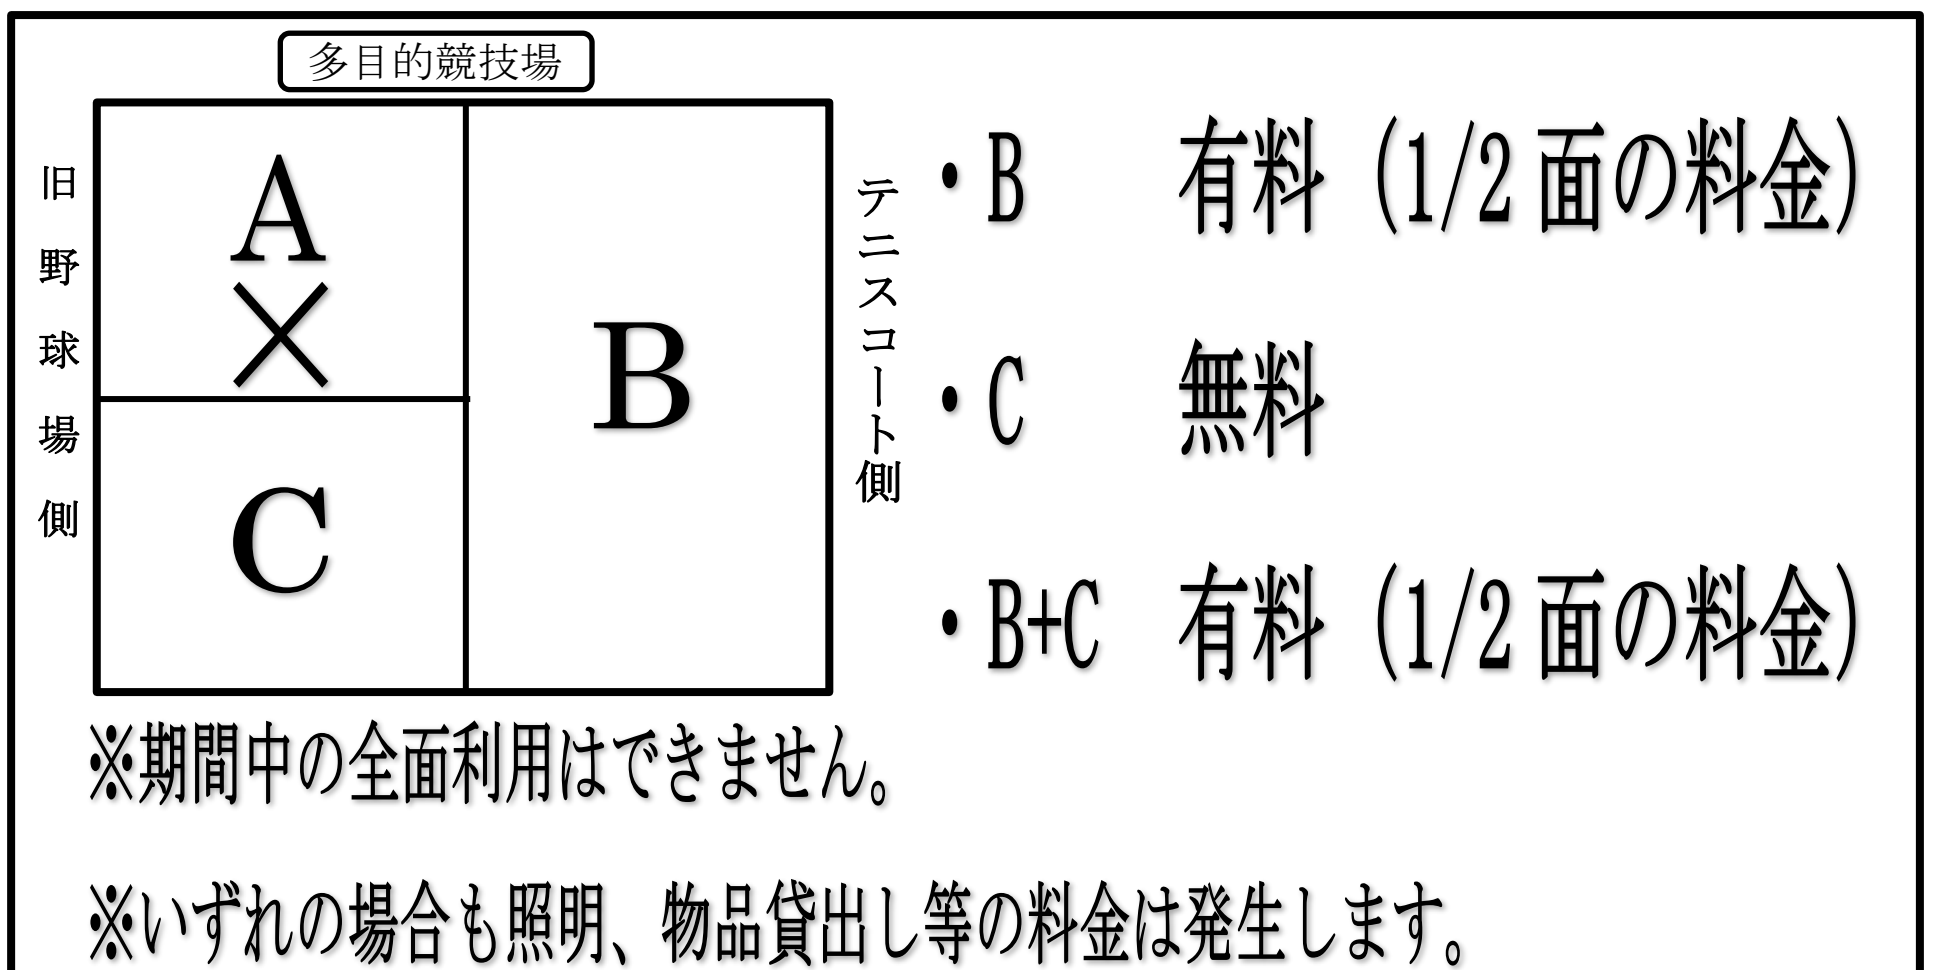 多目的競技場
旧野球場側
A
×
B
C
テニスコート側
・B 有料（1/2面の料金）
・C 無料
・B+C 有料（1/2面の料金）
※期間中の全面利用はできません。
※いずれの場合も照明、物品貸出し等の料金は発生します。